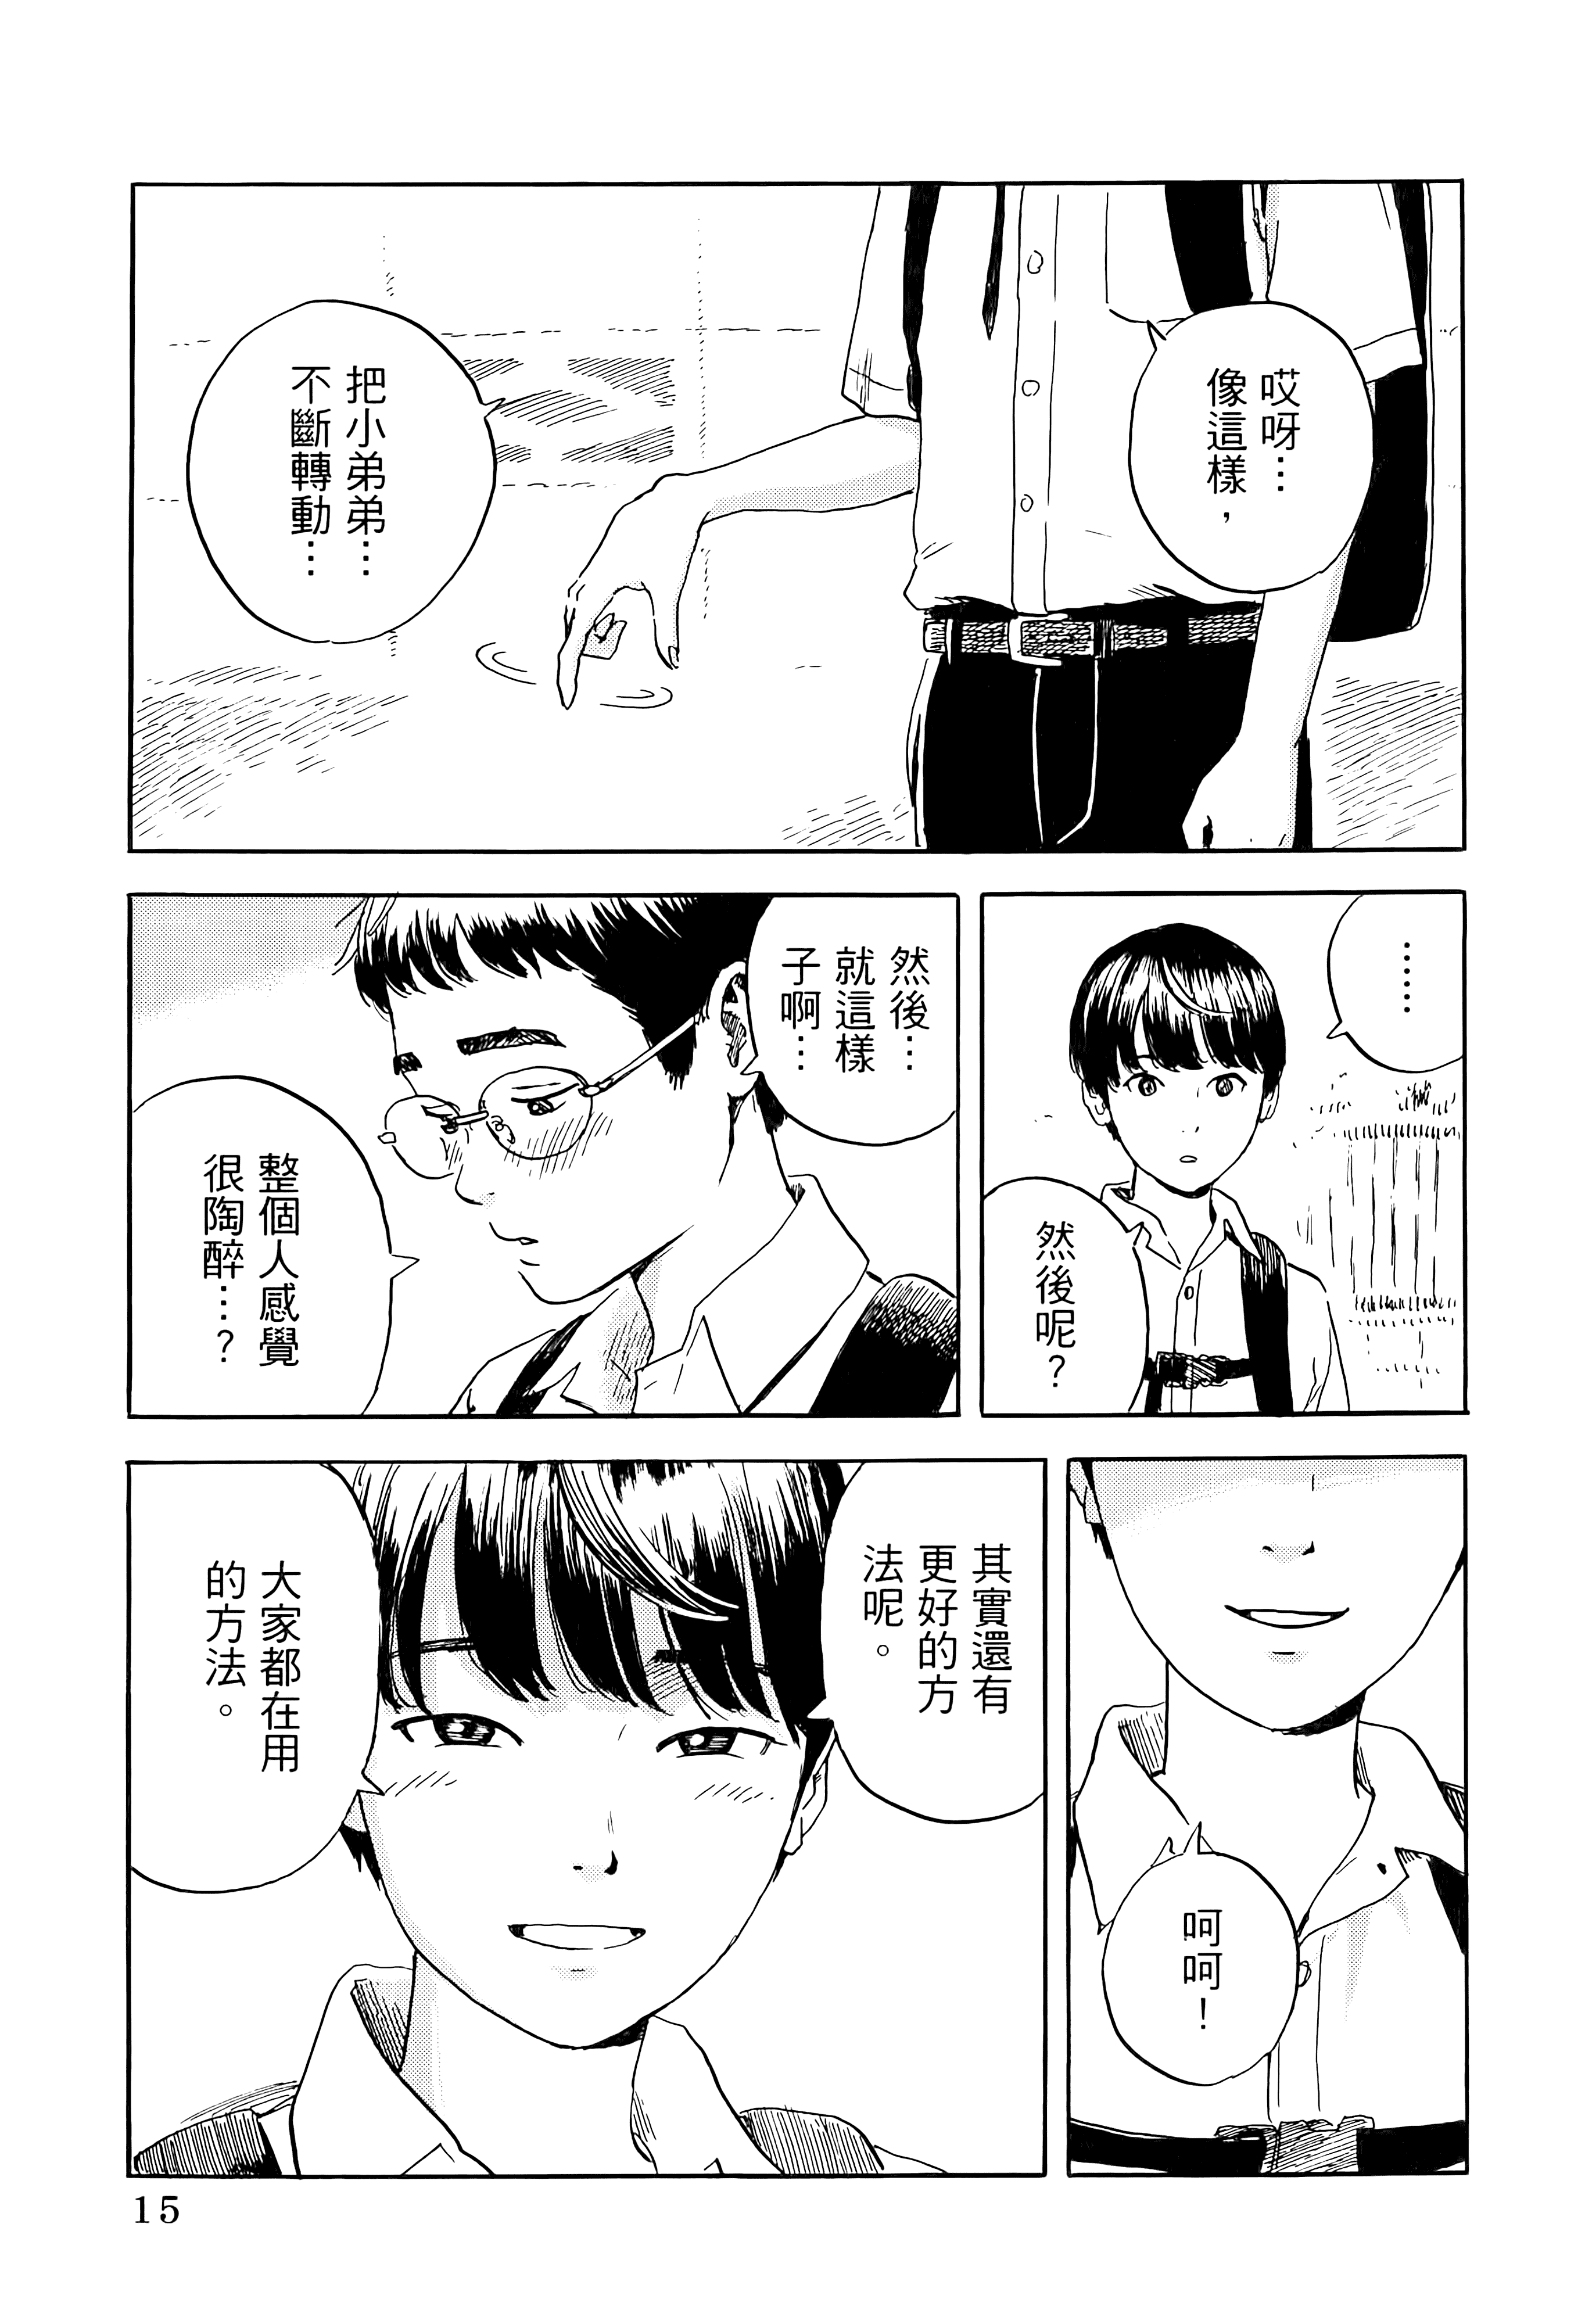 哎呀…
像這樣，
把小弟弟…
不斷轉動…
……
然後呢？
然後…
就這樣
子啊…
整個人感覺
很陶醉…？
呵呵！
其實還有
更好的方
法呢。
大家都在用
的方法。
15